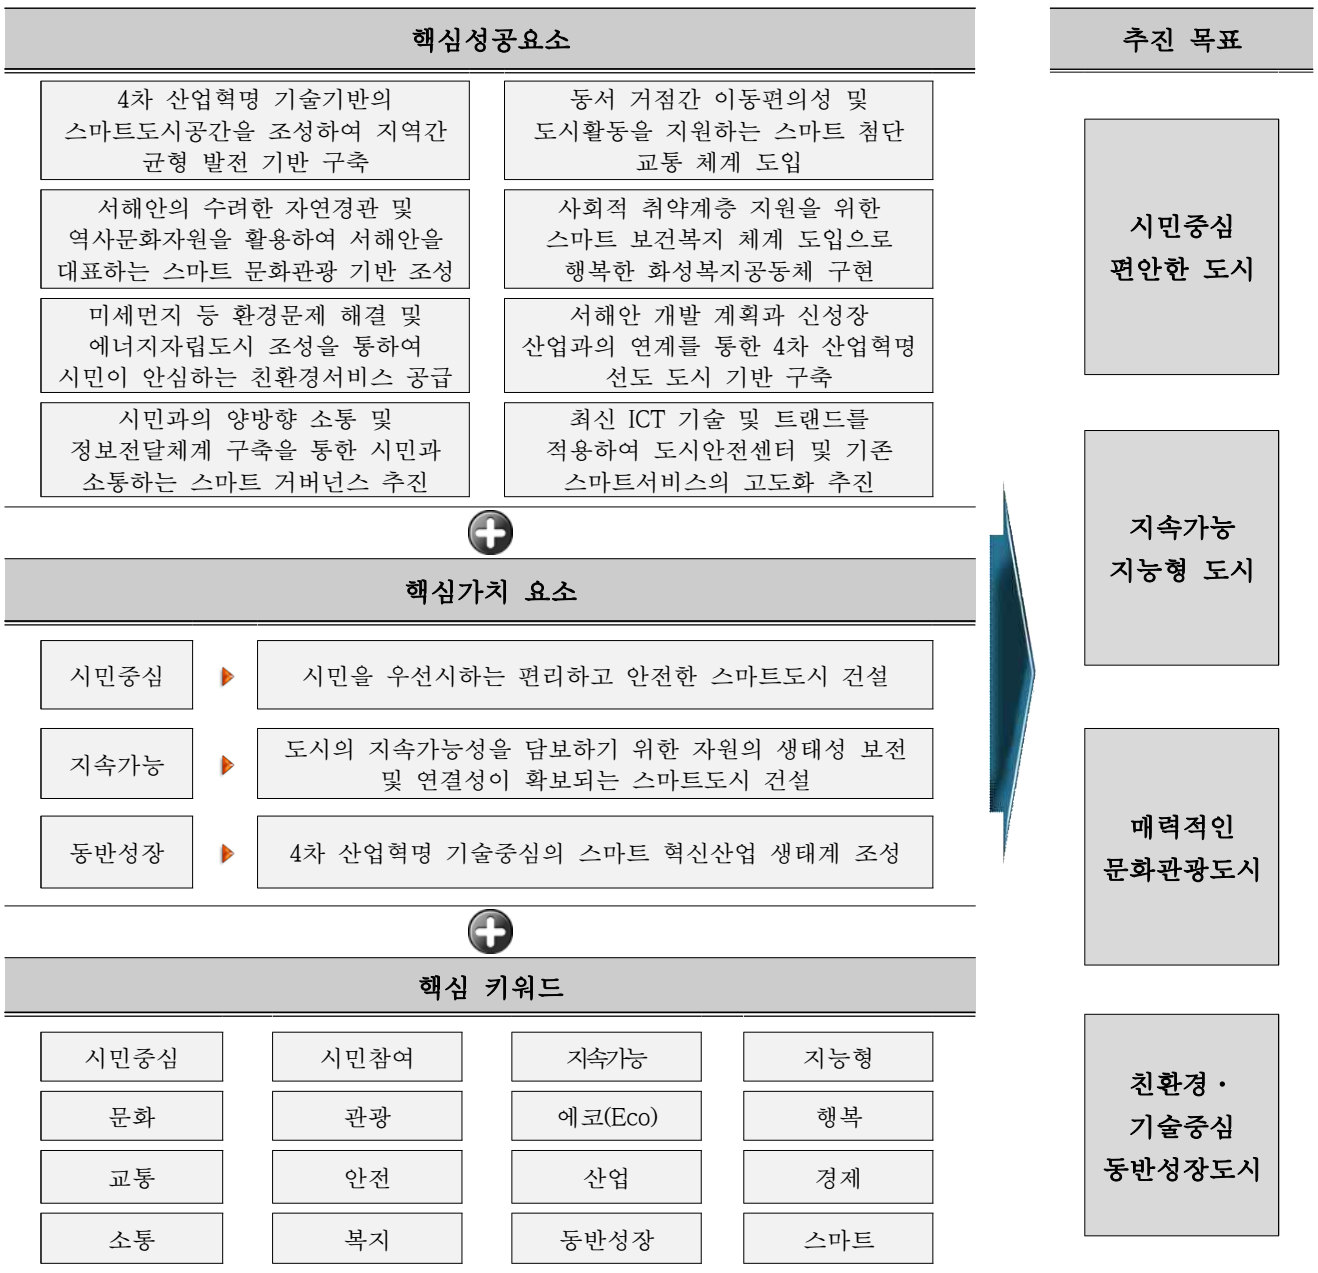 핵심성공요소
4차 산업혁명 기술기반의
스마트도시공간을 조성하여 지역간
균형 발전 기반 구축
동서 거점간 이동편의성 및
도시활동을 지원하는 스마트 첨단
교통 체계 도입
서해안의 수려한 자연경관 및
역사문화자원을 활용하여 서해안을
대표하는 스마트 문화관광 기반 조성
사회적 취약계층 지원을 위한
스마트 보건복지 체계 도입으로
행복한 화성복지공동체 구현
미세먼지 등 환경문제 해결 및
에너지자립도시 조성을 통하여
시민이 안심하는 친환경서비스 공급
서해안 개발 계획과 신성장
산업과의 연계를 통한 4차 산업혁명
선도 도시 기반 구축
시민과의 양방향 소통 및
정보전달체계 구축을 통한 시민과
소통하는 스마트 거버넌스 추진
최신 ICT 기술 및 트랜드를
적용하여 도시안전센터 및 기존
스마트서비스의 고도화 추진
핵심가치 요소
시민중심
시민을 우선시하는 편리하고 안전한 스마트도시 건설
지속가능
도시의 지속가능성을 담보하기 위한 자원의 생태성 보전
및 연결성이 확보되는 스마트도시 건설
동반성장
4차 산업혁명 기술중심의 스마트 혁신산업 생태계 조성
핵심 키워드
시민중심
시민참여
지속가능
지능형
문화
관광
에코(Eco)
행복
교통
안전
산업
경제
소통
복지
동반성장
스마트
추진 목표
시민중심
편안한 도시
지속가능
지능형 도시
매력적인
문화관광도시
친환경·
기술중심
동반성장도시